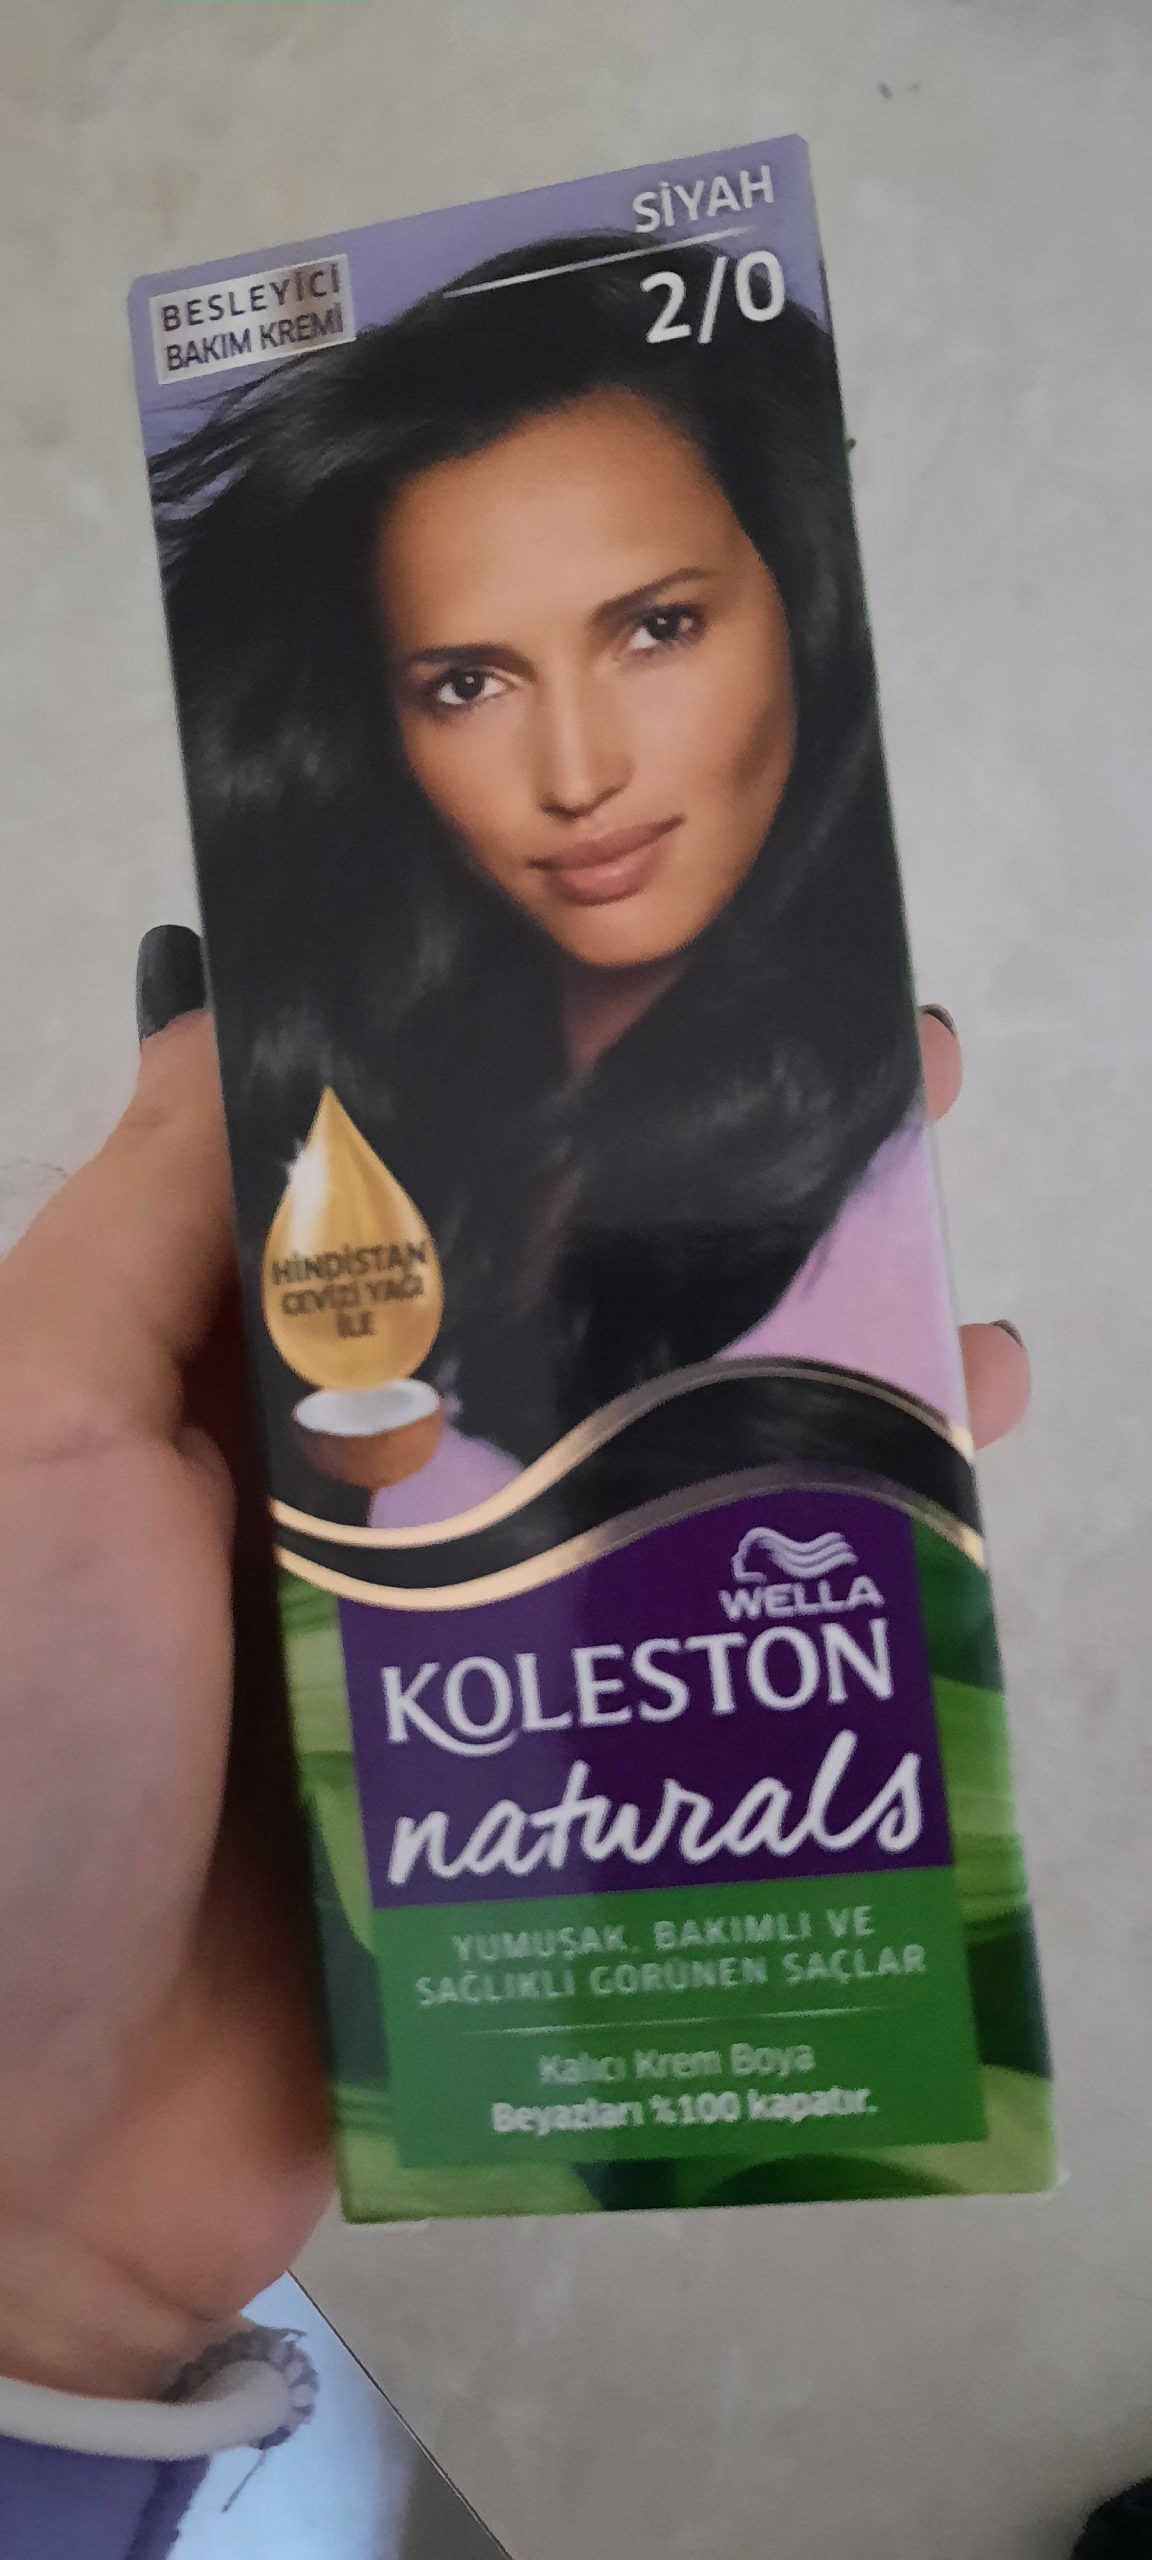 SİYAH
2/0
BESLEYİCİ
BAKIM KREMİ
HİNDİSTAN
CEVİZİ YAĞI
İLE
WELLA
KOLESTON
naturals
YUMUŞAK, BAKIMLI VE
SAĞLIKLI GÖRÜNEN SAÇLAR
Kalıcı Krem Boya
Beyazları %100 kapatır.